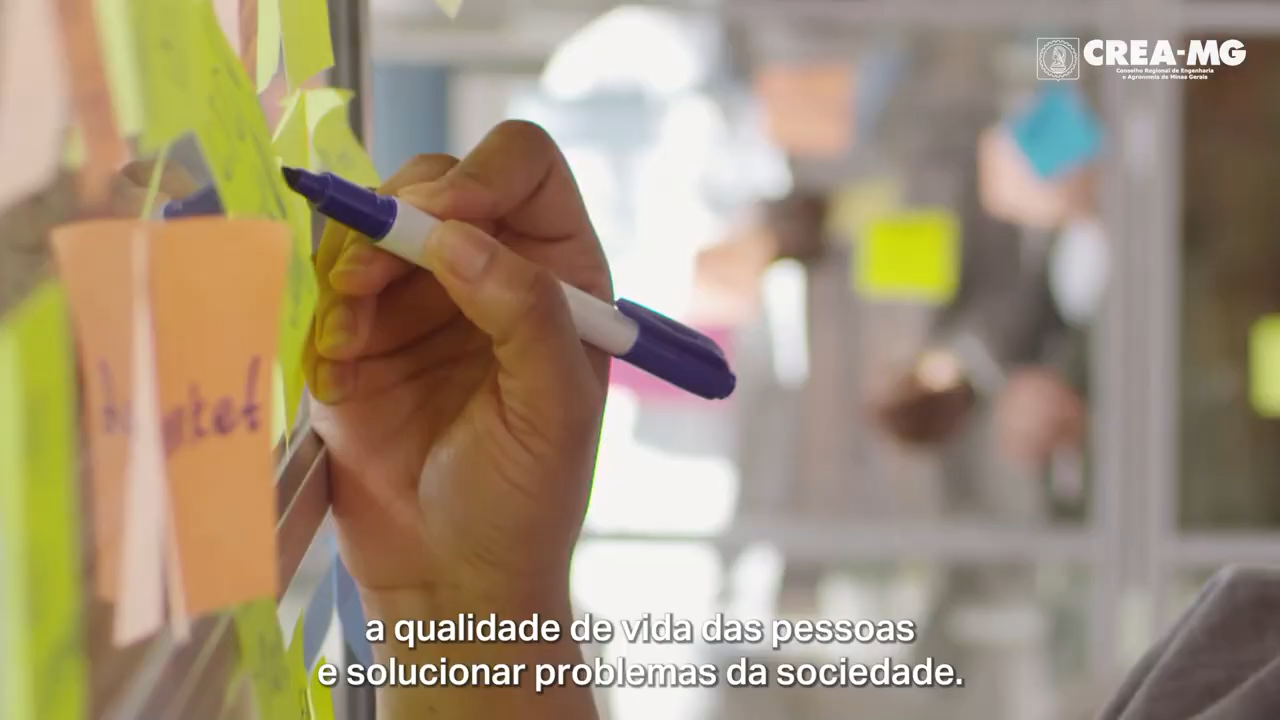 CREA-MG
Conselho Regional de Engenharia
e Agronomia de Minas Gerais
a qualidade de vida das pessoas
e solucionar problemas da sociedade.